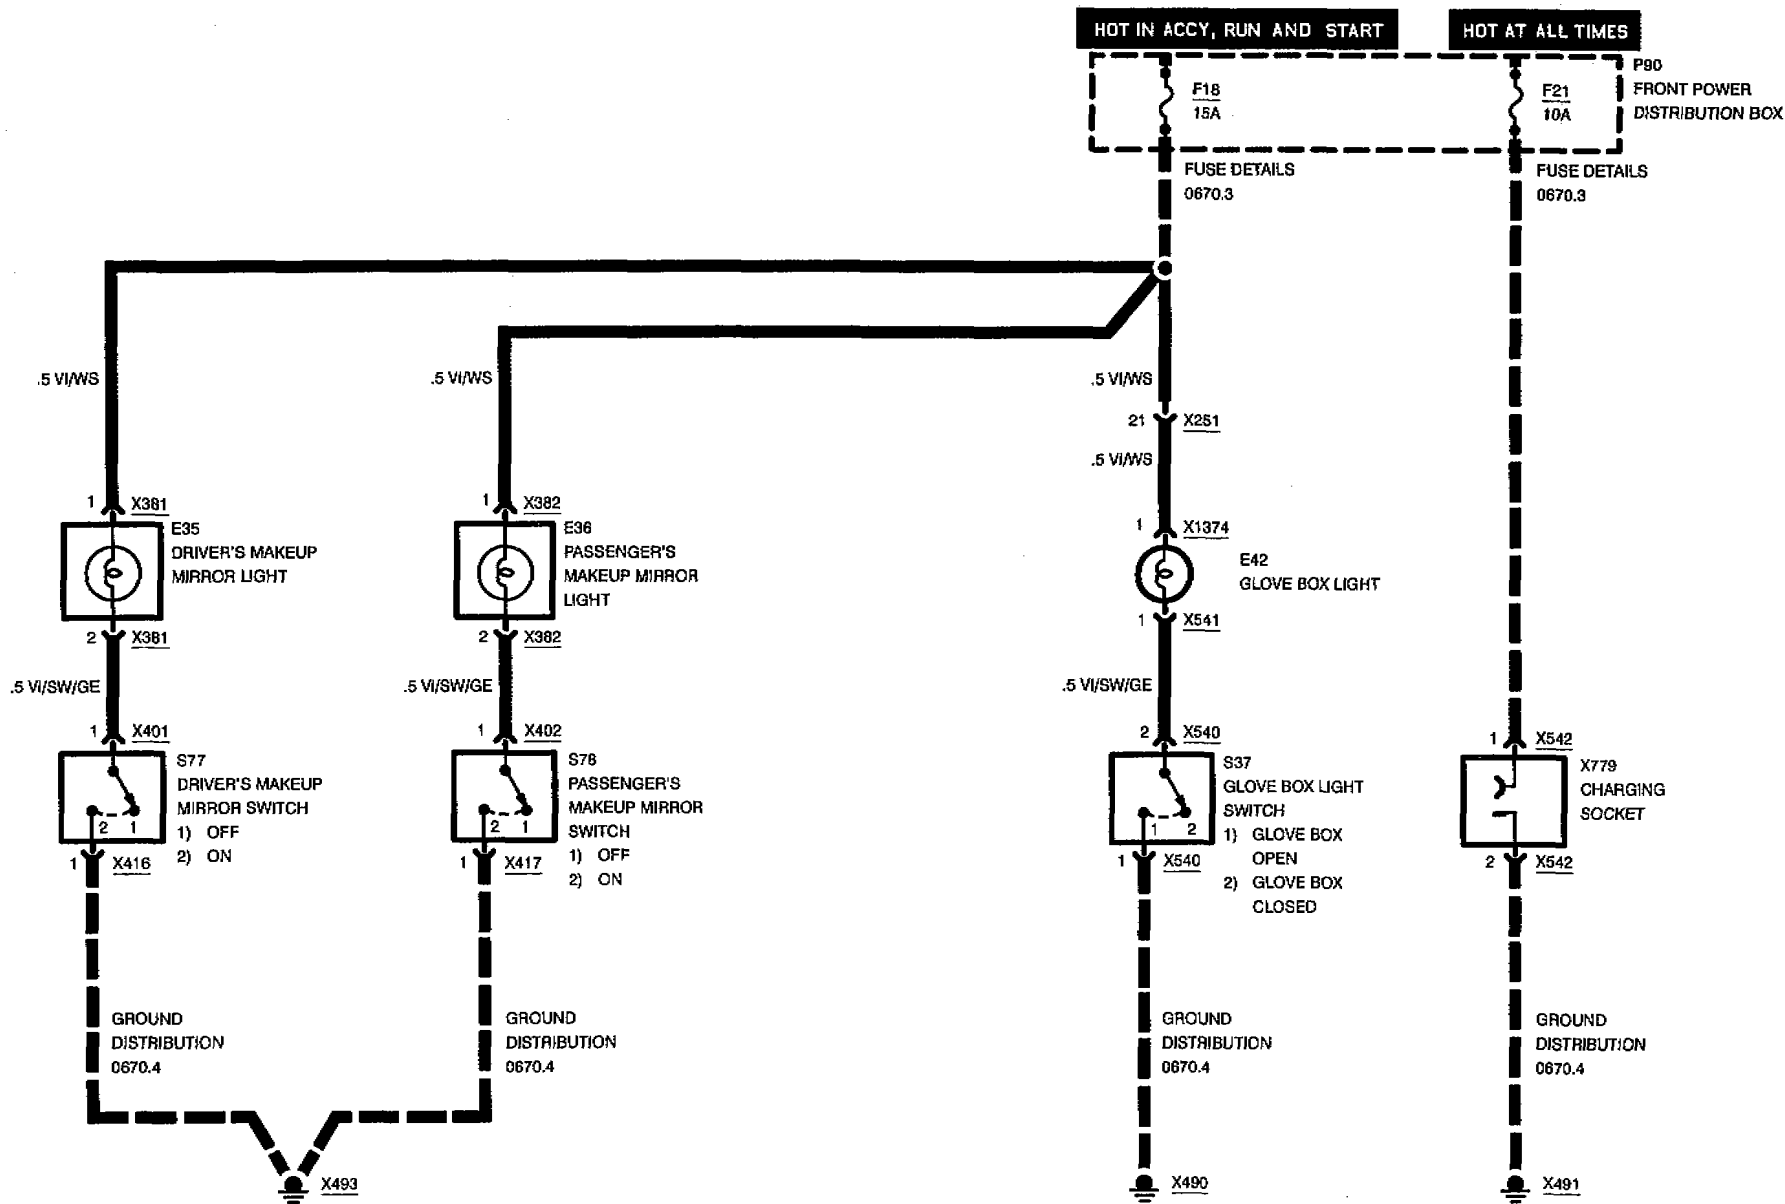 HOT IN ACCY, RUN AND START
HOT AT ALL TIMES
P90
FRONT POWER
DISTRIBUTION BOX
F18
15A
F21
10A
FUSE DETAILS
0670.3
FUSE DETAILS
0670.3
.5 VI/WS
.5 VI/WS
.5 VI/WS
21
X251
.5 VI/WS
1
X381
E35
DRIVER'S MAKEUP
MIRROR LIGHT
2
X381
1
X382
E36
PASSENGER'S
MAKEUP MIRROR
LIGHT
2
X382
1
X1374
E42
GLOVE BOX LIGHT
1
X541
.5 VI/SW/GE
.5 VI/SW/GE
.5 VI/SW/GE
1
X401
S77
DRIVER'S MAKEUP
MIRROR SWITCH
1) OFF
2) ON
2 1
1
X416
1
X402
S78
PASSENGER'S
MAKEUP MIRROR
SWITCH
1) OFF
2) ON
2 1
1
X417
2
X540
S37
GLOVE BOX LIGHT
SWITCH
1) GLOVE BOX
OPEN
2) GLOVE BOX
CLOSED
1 2
1
X540
1
X542
X779
CHARGING
SOCKET
2
X542
GROUND
DISTRIBUTION
0670.4
GROUND
DISTRIBUTION
0670.4
GROUND
DISTRIBUTION
0670.4
GROUND
DISTRIBUTION
0670.4
X493
X490
X491